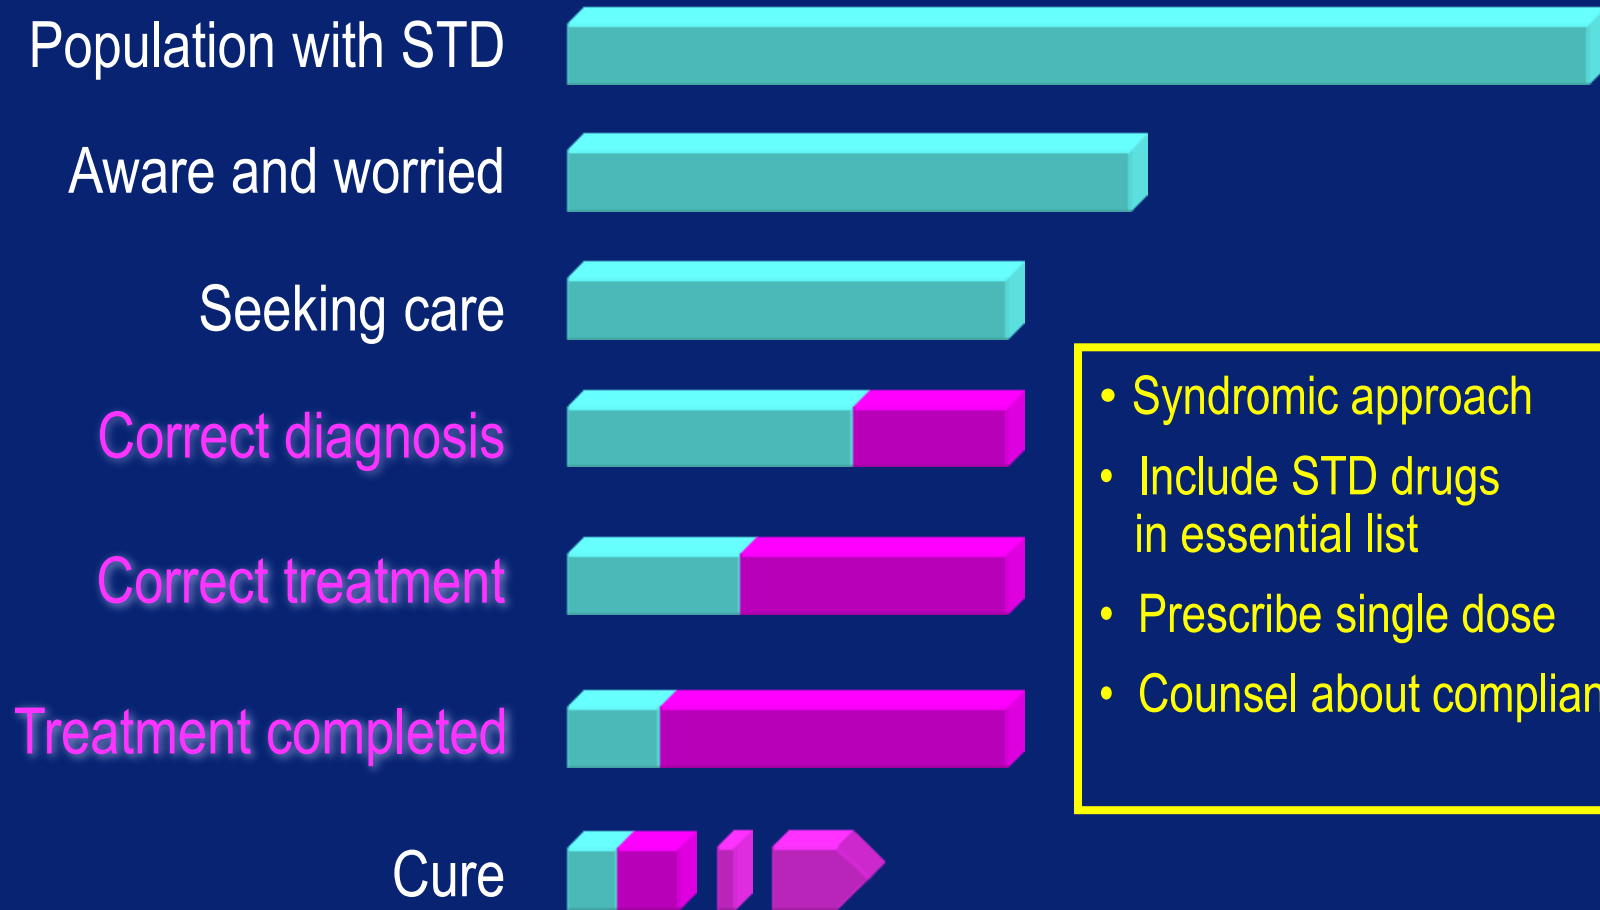 Population with STD
Aware and worried
Seeking care
Correct diagnosis
Correct treatment
Treatment completed
Cure
• Syndromic approach
• Include STD drugs
in essential list
• Prescribe single dose
• Counsel about